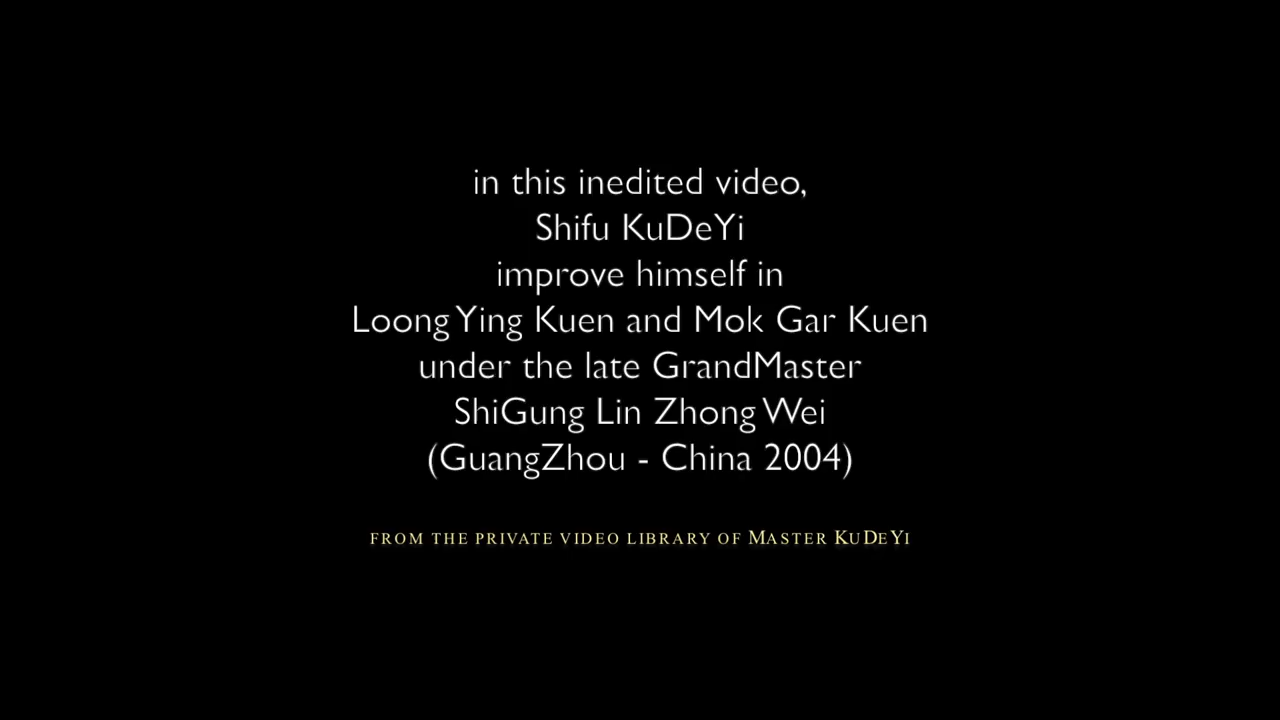 in this inedited video,
Shifu KuDeYi
improve himself in
Loong Ying Kuen and Mok Gar Kuen
under the late GrandMaster
ShiGung Lin Zhong Wei
(GuangZhou - China 2004)
FROM THE PRIVATE VIDEO LIBRARY OF MASTER KUDEYI